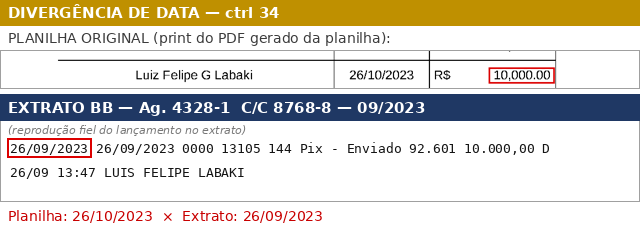 DIVERGÊNCIA DE DATA — ctrl 34
PLANILHA ORIGINAL (print do PDF gerado da planilha):
Luiz Felipe G Labaki 26/10/2023 R$ 10,000.00
EXTRATO BB — Ag. 4328-1 C/C 8768-8 — 09/2023
(reprodução fiel do lançamento no extrato)
26/09/2023 26/09/2023 0000 13105 144 Pix - Enviado 92.601 10.000,00 D
26/09 13:47 LUIS FELIPE LABAKI
Planilha: 26/10/2023 × Extrato: 26/09/2023